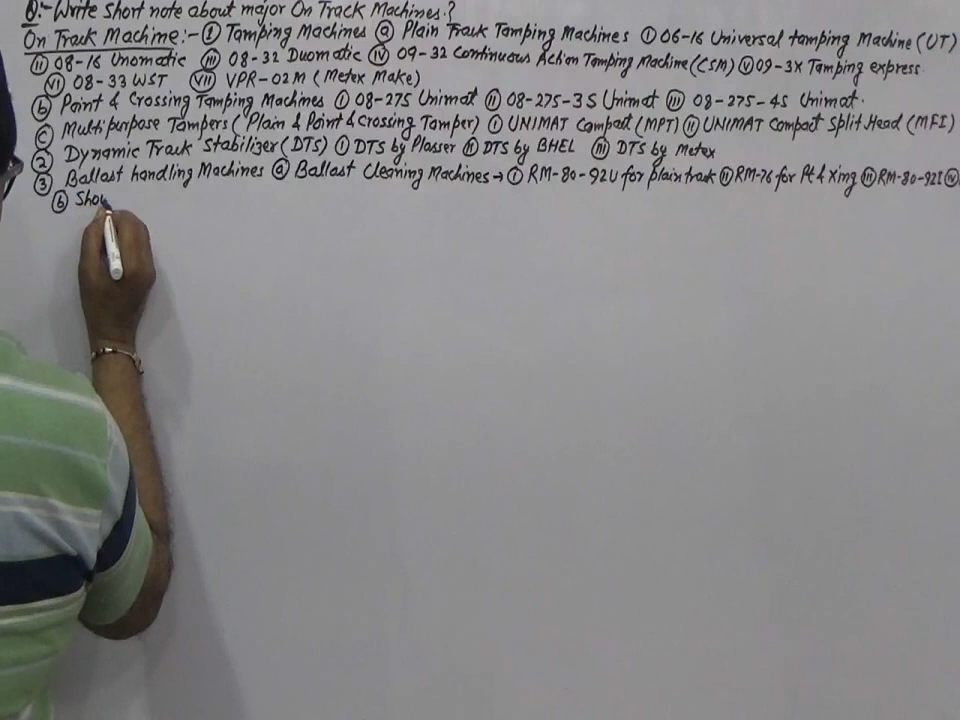 Q:- Write short note about major On Track Machines?
On Track Machine:- ① Tamping Machines ⓐ Plain Track Tamping Machines ⓘ 06-16 Universal tamping Machine (UT)
ⓘⓘ 08-16 Unomatic ⓘⓘⓘ 08-32 Duomatic ⓘⓥ 09-32 Continuous Action Tamping Machine (CSM) ⓥ 09-3X Tamping express
ⓥⓘ 08-33 WST ⓥⓘⓘ VPR-02M (Metex Make)
ⓑ Point & Crossing Tamping Machines ⓘ 08-275 Unimat ⓘⓘ 08-275-3S Unimat ⓘⓘⓘ 08-275-4S Unimat.
ⓒ Multipurpose Tampers (Plain & Point & Crossing Tamper) ⓘ UNIMAT Compact (MPT) ⓘⓘ UNIMAT Compact Split Head (MFI)
② Dynamic Track Stabilizer (DTS) ⓘ DTS by Plasser ⓘⓘ DTS by BHEL ⓘⓘⓘ DTS by Metex
③ Ballast handling Machines ⓐ Ballast Cleaning Machines → ⓘ RM-80-92U for plain track ⓘⓘ RM-76 for Pt & Xing ⓘⓘⓘ RM-80-92I ⓘⓥ
ⓑ Shou